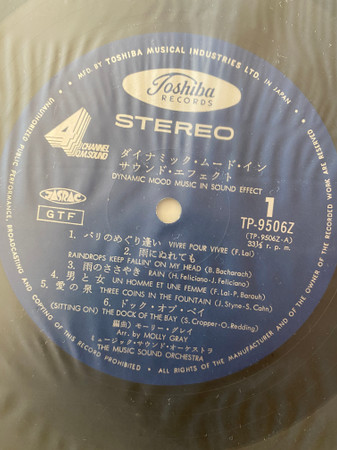 MFD. BY TOSHIBA MUSICAL INDUSTRIES LTD. IN JAPAN
Toshiba
RECORDS
STEREO
4 CHANNEL
QM.SOUND
ダイナミック・ムード・イン
サウンド・エフェクト
DYNAMIC MOOD MUSIC IN SOUND EFFECT
JASRAC
GTF
1
TP-9506Z
(TP-9506Z-A)
33⅓ r. p. m.
1. パリのめぐり逢い VIVRE POUR VIVRE (F. Lai)
2. 雨にぬれても
RAINDROPS KEEP FALLIN' ON MY HEAD (B. Bacharach)
3. 雨のささやき RAIN (H. Feliciano-J. Feliciano)
4. 男と女 UN HOMME ET UNE FEMME (F. Lai-P. Barouh)
5. 愛の泉 THREE COINS IN THE FOUNTAIN (J. Styne-S. Cahn)
6. ドック・オブ・ベイ
(SITTING ON) THE DOCK OF THE BAY (S. Cropper-O. Redding)
編曲) モーリー・グレイ
Arr. by MOLLY GRAY
ミュージック・サウンド・オーケストラ
THE MUSIC SOUND ORCHESTRA
UNAUTHORIZED PUBLIC PERFORMANCE, BROADCASTING AND COPYING OF THIS RECORD PROHIBITED • ALL RIGHTS OF THE MANUFACTURER AND OF THE OWNER OF THE RECORDED WORK RESERVED